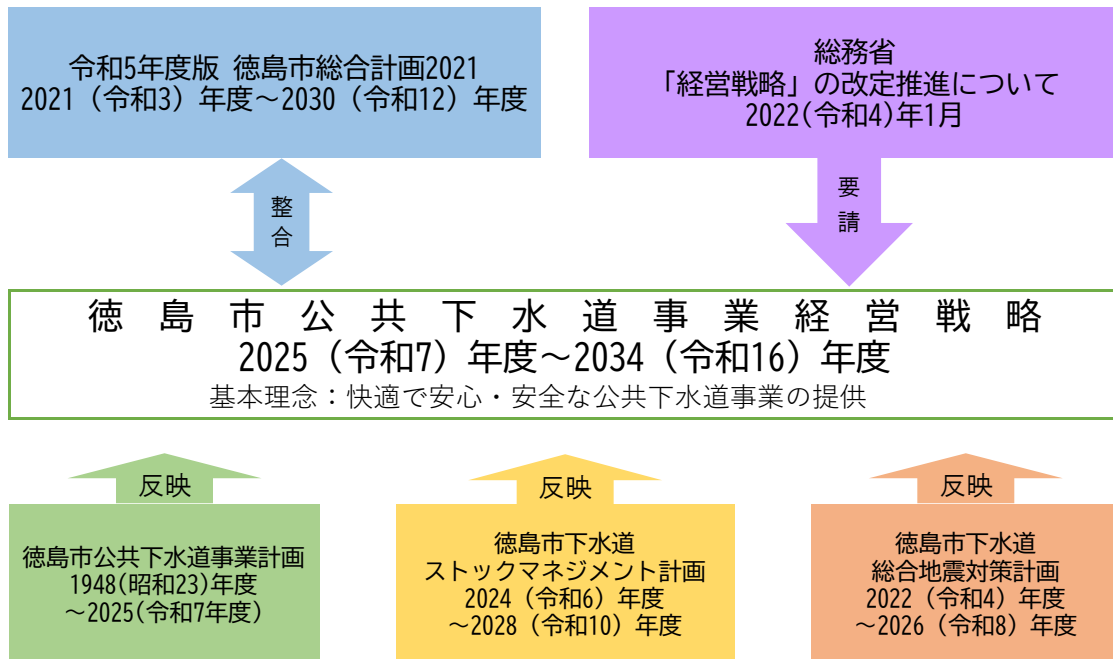 令和5年度版 徳島市総合計画2021
2021（令和3）年度～2030（令和12）年度
総務省
「経営戦略」の改定推進について
2022(令和4)年1月
整
合
要
請
徳島市公共下水道事業経営戦略
2025（令和7）年度～2034（令和16）年度
基本理念：快適で安心・安全な公共下水道事業の提供
反映
反映
反映
徳島市公共下水道事業計画
1948(昭和23)年度
～2025(令和7年度)
徳島市下水道
ストックマネジメント計画
2024（令和6）年度
～2028（令和10）年度
徳島市下水道
総合地震対策計画
2022（令和4）年度
～2026（令和8）年度